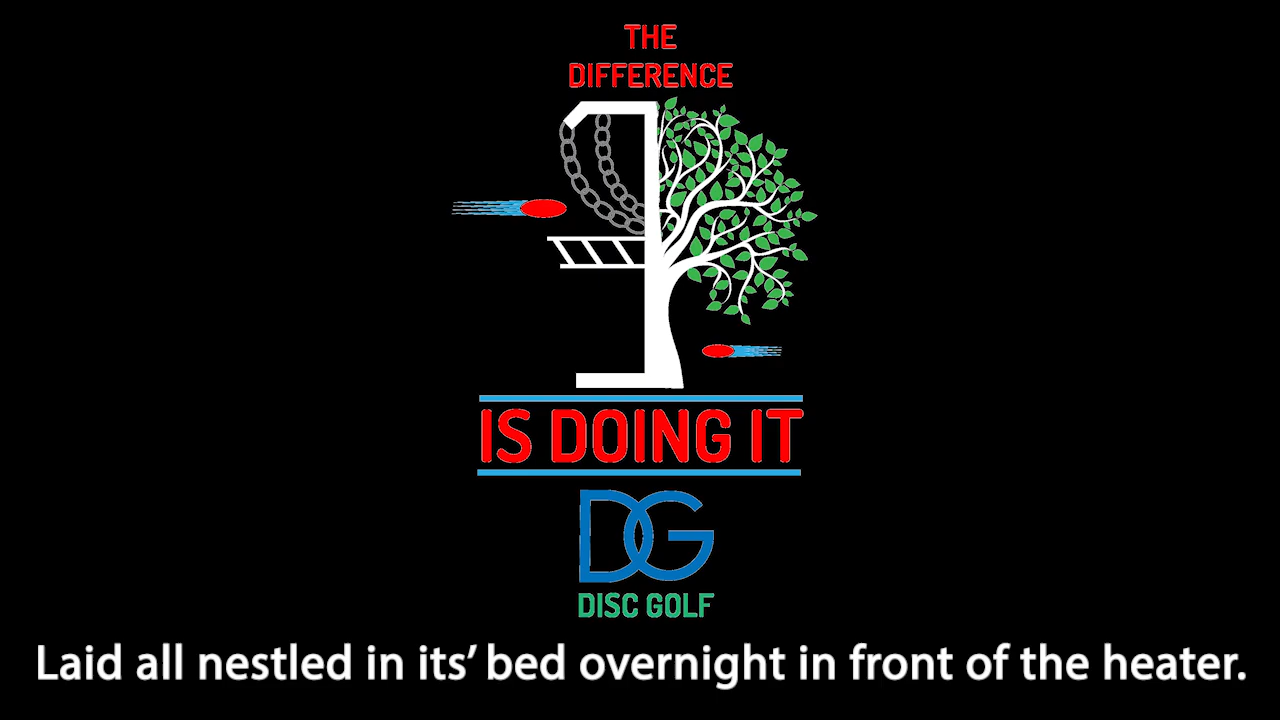 THE
DIFFERENCE
IS DOING IT
DG
DISC GOLF
Laid all nestled in its’ bed overnight in front of the heater.